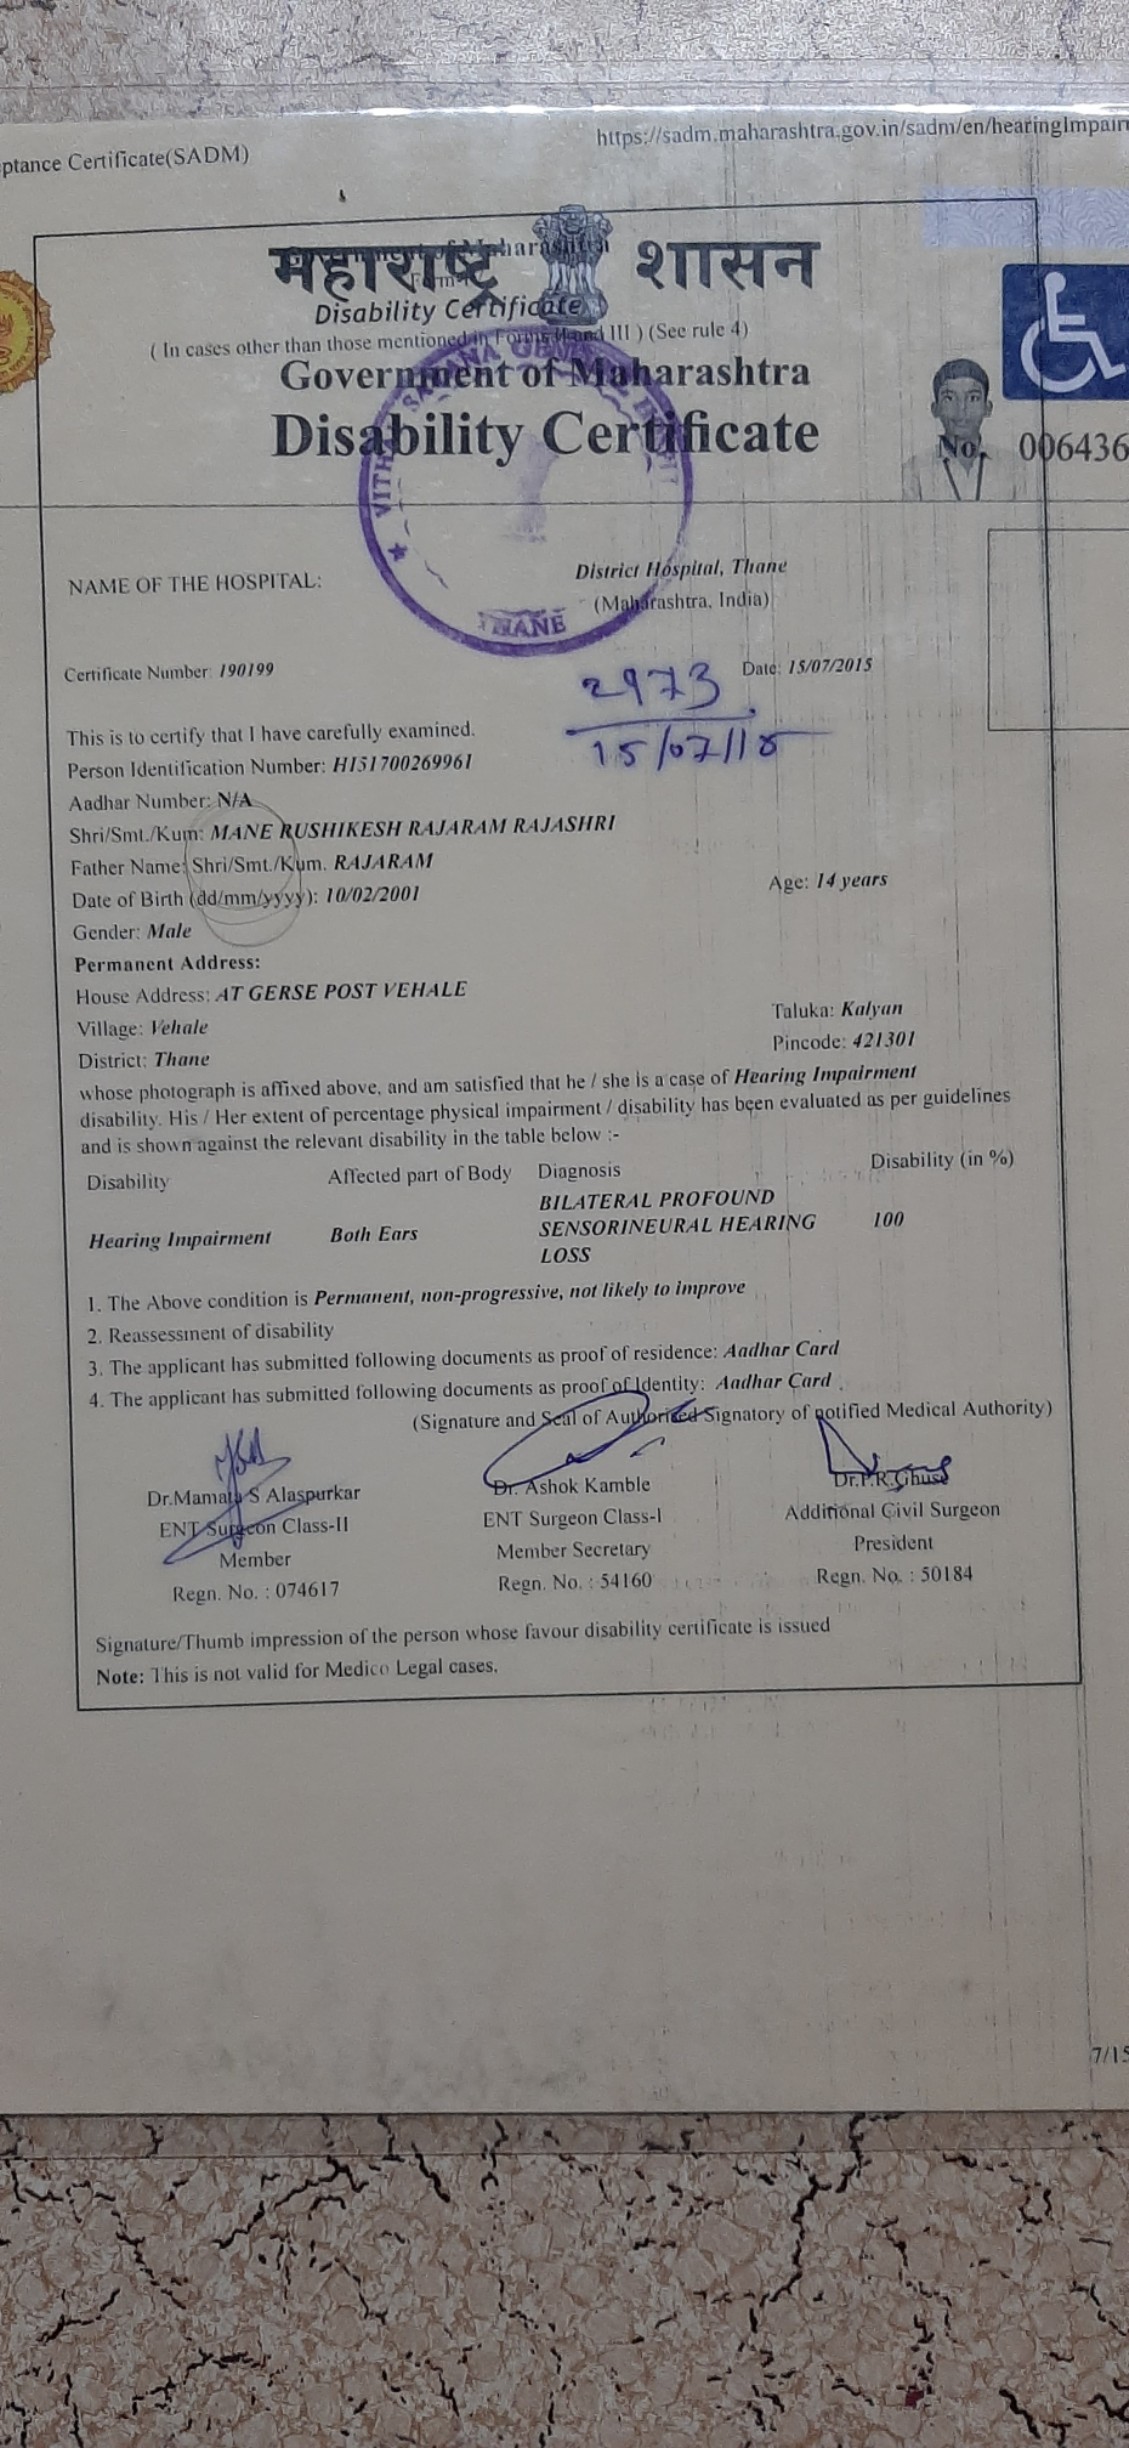 ptance Certificate(SADM)
https://sadm.maharashtra.gov.in/sadm/en/hearingImpairn
महाराष्ट्र शासन
Disability Certificate
( In cases other than those mentioned in Forms II and III ) (See rule 4)
Government of Maharashtra
Disability Certificate
No. 006436
NAME OF THE HOSPITAL:
District Hospital, Thane
(Maharashtra, India)
THANE
Certificate Number: 190199
Date: 15/07/2015
2973
15/07/15
This is to certify that I have carefully examined.
Person Identification Number: HI51700269961
Aadhar Number: N/A
Shri/Smt./Kum: MANE RUSHIKESH RAJARAM RAJASHRI
Father Name: Shri/Smt./Kum. RAJARAM
Date of Birth (dd/mm/yyyy): 10/02/2001
Age: 14 years
Gender: Male
Permanent Address:
House Address: AT GERSE POST VEHALE
Village: Vehale
Taluka: Kalyan
District: Thane
Pincode: 421301
whose photograph is affixed above, and am satisfied that he / she is a case of Hearing Impairment
disability. His / Her extent of percentage physical impairment / disability has been evaluated as per guidelines
and is shown against the relevant disability in the table below :-
Disability Affected part of Body Diagnosis Disability (in %)
BILATERAL PROFOUND
Hearing Impairment Both Ears SENSORINEURAL HEARING 100
LOSS
1. The Above condition is Permanent, non-progressive, not likely to improve
2. Reassessment of disability
3. The applicant has submitted following documents as proof of residence: Aadhar Card
4. The applicant has submitted following documents as proof of Identity: Aadhar Card .
(Signature and Seal of Authorised Signatory of notified Medical Authority)
Dr.Mamata S Alaspurkar Dr. Ashok Kamble Dr.P.R.Ghuse
ENT Surgeon Class-II ENT Surgeon Class-I Additional Civil Surgeon
Member Member Secretary President
Regn. No. : 074617 Regn. No. : 54160 Regn. No. : 50184
Signature/Thumb impression of the person whose favour disability certificate is issued
Note: This is not valid for Medico Legal cases.
7/15